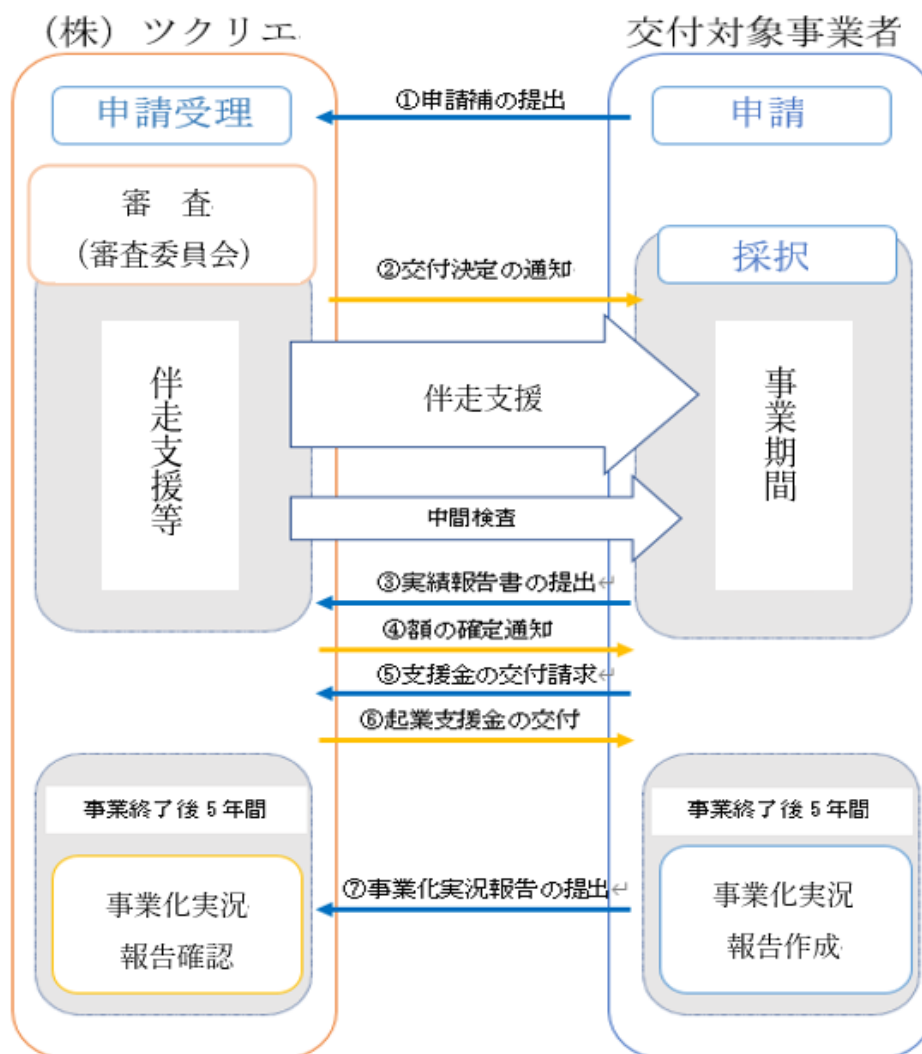 (株) ツクリエ
交付対象事業者
申請受理
①申請補の提出
申請
審 査
(審査委員会)
②交付決定の通知
採択
伴走支援等
伴走支援
事業期間
中間検査
③実績報告書の提出↵
④額の確定通知
⑤支援金の交付請求↵
⑥起業支援金の交付
事業終了後5年間
事業終了後5年間
事業化実況
報告確認
⑦事業化実況報告の提出↵
事業化実況
報告作成